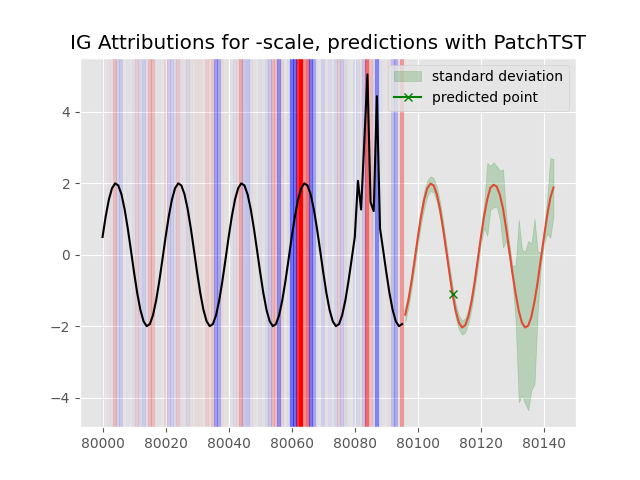 IG Attributions for -scale, predictions with PatchTST
standard deviation
predicted point
4
2
0
−2
−4
80000 80020 80040 80060 80080 80100 80120 80140